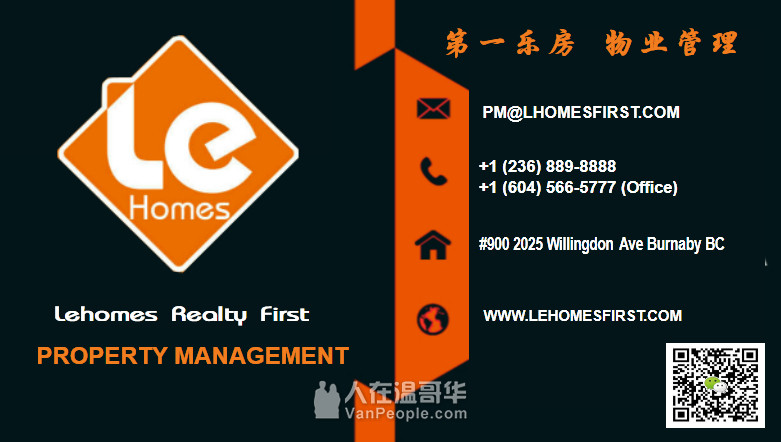 Le
Homes
Lehomes Realty First
PROPERTY MANAGEMENT
第一乐房 物业管理
PM@LHOMESFIRST.COM
+1 (236) 889-8888
+1 (604) 566-5777 (Office)
#900 2025 Willingdon Ave Burnaby BC
WWW.LEHOMESFIRST.COM
人在温哥华
VanPeople.com